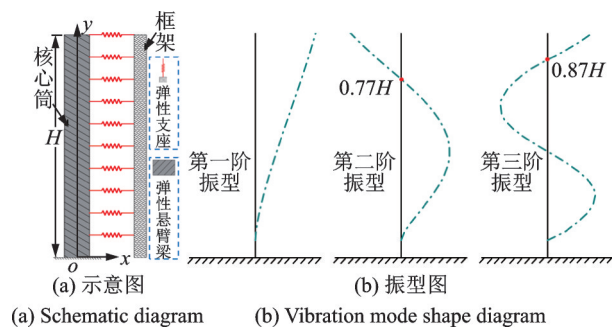 y
核心筒
H
框架
弹性支座
弹性悬臂梁
o
x
第一阶
振型
0.77H
第二阶
振型
0.87H
第三阶
振型
(a) 示意图
(b) 振型图
(a) Schematic diagram
(b) Vibration mode shape diagram